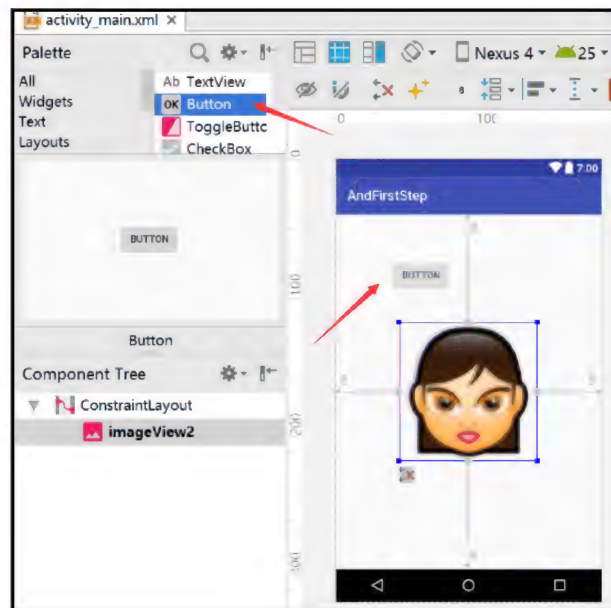 activity_main.xml ×
Palette
Nexus 4
25
All
Widgets
Text
Layouts
Ab TextView
OK Button
ToggleButtc
CheckBox
0
100
0
7:00
AndFirstStep
BUTTON
BUTTON
100
Button
Component Tree
ConstraintLayout
imageView2
200